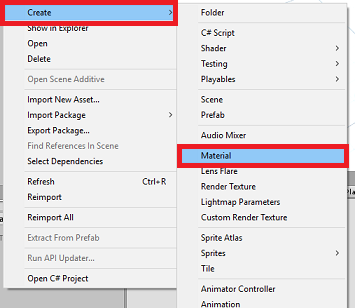 Create
Show in Explorer
Open
Delete
Open Scene Additive
Import New Asset...
Import Package
Export Package...
Find References In Scene
Select Dependencies
Refresh Ctrl+R
Reimport
Reimport All
Extract From Prefab
Run API Updater...
Open C# Project
Folder
C# Script
Shader
Testing
Playables
Scene
Prefab
Audio Mixer
Material
Lens Flare
Render Texture
Lightmap Parameters
Custom Render Texture
Sprite Atlas
Sprites
Tile
Animator Controller
Animation